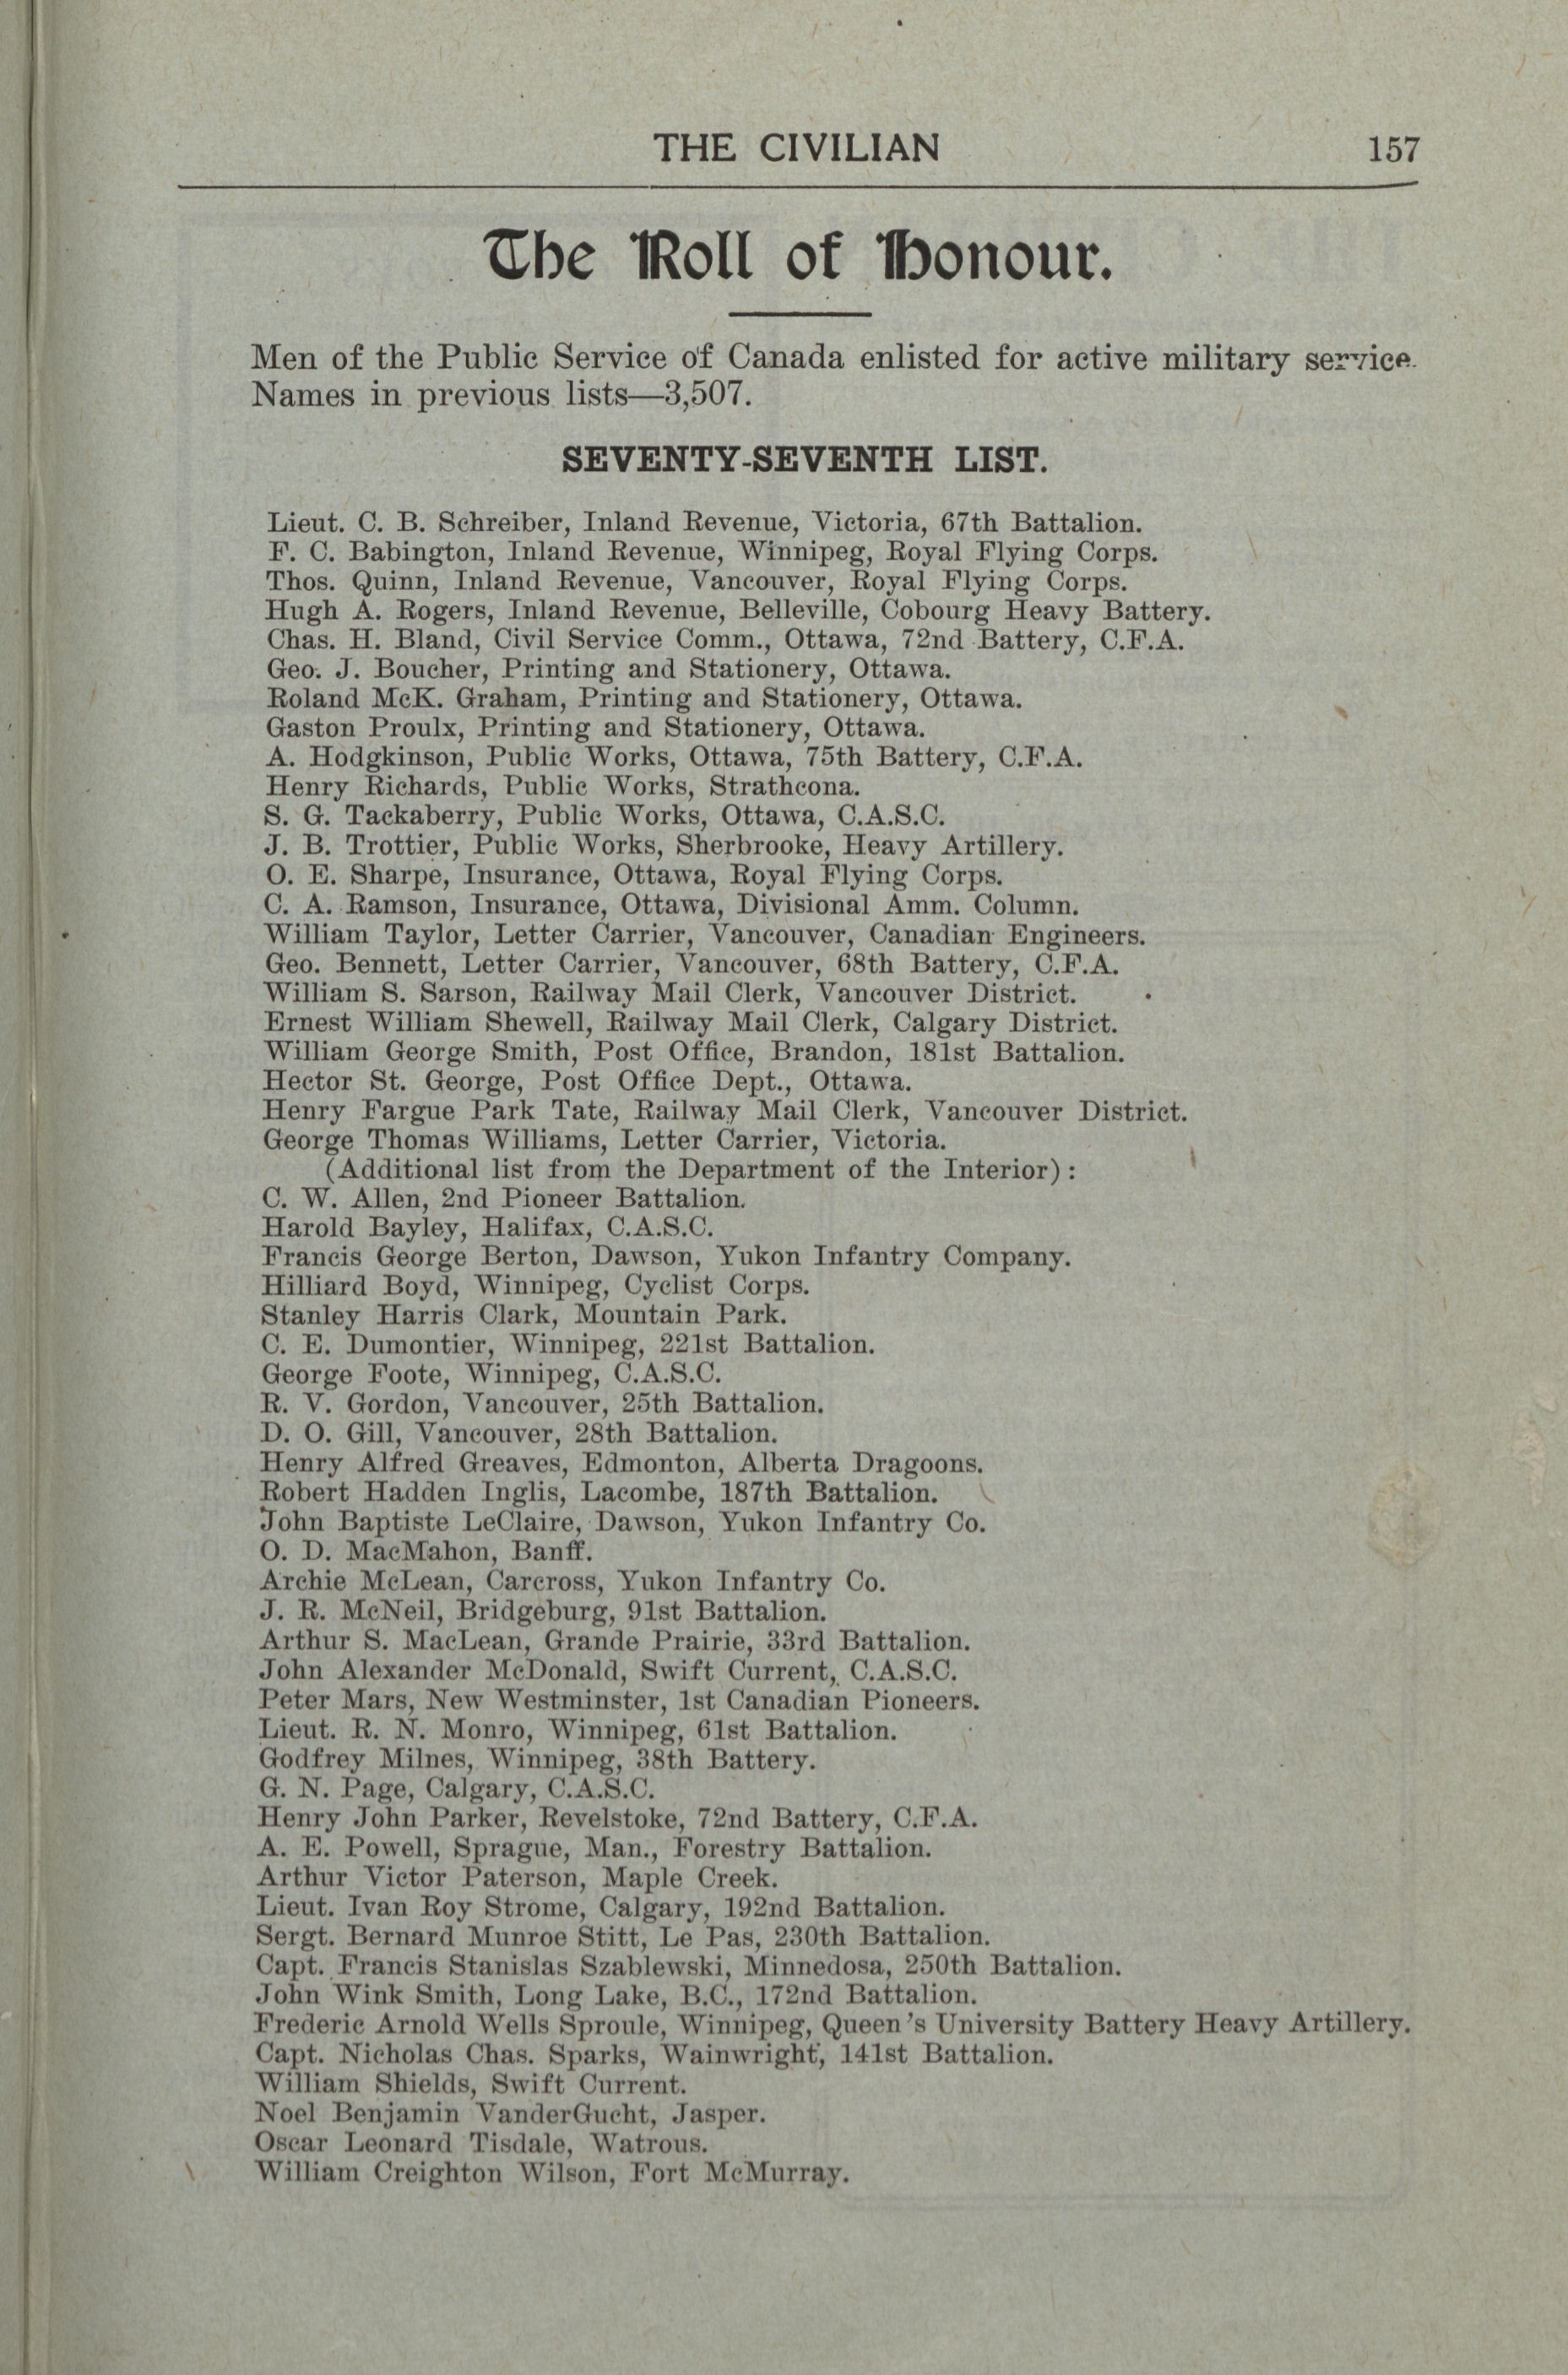 THE CIVILIAN 157
The Roll of Honour.
Men of the Public Service of Canada enlisted for active military service.
Names in previous lists—3,507.
SEVENTY-SEVENTH LIST.
Lieut. C. B. Schreiber, Inland Revenue, Victoria, 67th Battalion.
F. C. Babington, Inland Revenue, Winnipeg, Royal Flying Corps.
Thos. Quinn, Inland Revenue, Vancouver, Royal Flying Corps.
Hugh A. Rogers, Inland Revenue, Belleville, Cobourg Heavy Battery.
Chas. H. Bland, Civil Service Comm., Ottawa, 72nd Battery, C.F.A.
Geo. J. Boucher, Printing and Stationery, Ottawa.
Roland McK. Graham, Printing and Stationery, Ottawa.
Gaston Proulx, Printing and Stationery, Ottawa.
A. Hodgkinson, Public Works, Ottawa, 75th Battery, C.F.A.
Henry Richards, Public Works, Strathcona.
S. G. Tackaberry, Public Works, Ottawa, C.A.S.C.
J. B. Trottier, Public Works, Sherbrooke, Heavy Artillery.
O. E. Sharpe, Insurance, Ottawa, Royal Flying Corps.
C. A. Ramson, Insurance, Ottawa, Divisional Amm. Column.
William Taylor, Letter Carrier, Vancouver, Canadian Engineers.
Geo. Bennett, Letter Carrier, Vancouver, 68th Battery, C.F.A.
William S. Sarson, Railway Mail Clerk, Vancouver District.
Ernest William Shewell, Railway Mail Clerk, Calgary District.
William George Smith, Post Office, Brandon, 181st Battalion.
Hector St. George, Post Office Dept., Ottawa.
Henry Fargue Park Tate, Railway Mail Clerk, Vancouver District.
George Thomas Williams, Letter Carrier, Victoria.
(Additional list from the Department of the Interior):
C. W. Allen, 2nd Pioneer Battalion.
Harold Bayley, Halifax, C.A.S.C.
Francis George Berton, Dawson, Yukon Infantry Company.
Hilliard Boyd, Winnipeg, Cyclist Corps.
Stanley Harris Clark, Mountain Park.
C. E. Dumontier, Winnipeg, 221st Battalion.
George Foote, Winnipeg, C.A.S.C.
R. V. Gordon, Vancouver, 25th Battalion.
D. O. Gill, Vancouver, 28th Battalion.
Henry Alfred Greaves, Edmonton, Alberta Dragoons.
Robert Hadden Inglis, Lacombe, 187th Battalion.
John Baptiste LeClaire, Dawson, Yukon Infantry Co.
O. D. MacMahon, Banff.
Archie McLean, Carcross, Yukon Infantry Co.
J. R. McNeil, Bridgeburg, 91st Battalion.
Arthur S. MacLean, Grande Prairie, 33rd Battalion.
John Alexander McDonald, Swift Current, C.A.S.C.
Peter Mars, New Westminster, 1st Canadian Pioneers.
Lieut. R. N. Monro, Winnipeg, 61st Battalion.
Godfrey Milnes, Winnipeg, 38th Battery.
G. N. Page, Calgary, C.A.S.C.
Henry John Parker, Revelstoke, 72nd Battery, C.F.A.
A. E. Powell, Sprague, Man., Forestry Battalion.
Arthur Victor Paterson, Maple Creek.
Lieut. Ivan Roy Strome, Calgary, 192nd Battalion.
Sergt. Bernard Munroe Stitt, Le Pas, 230th Battalion.
Capt. Francis Stanislas Szablewski, Minnedosa, 250th Battalion.
John Wink Smith, Long Lake, B.C., 172nd Battalion.
Frederic Arnold Wells Sproule, Winnipeg, Queen's University Battery Heavy Artillery.
Capt. Nicholas Chas. Sparks, Wainwright, 141st Battalion.
William Shields, Swift Current.
Noel Benjamin VanderGucht, Jasper.
Oscar Leonard Tisdale, Watrous.
William Creighton Wilson, Fort McMurray.